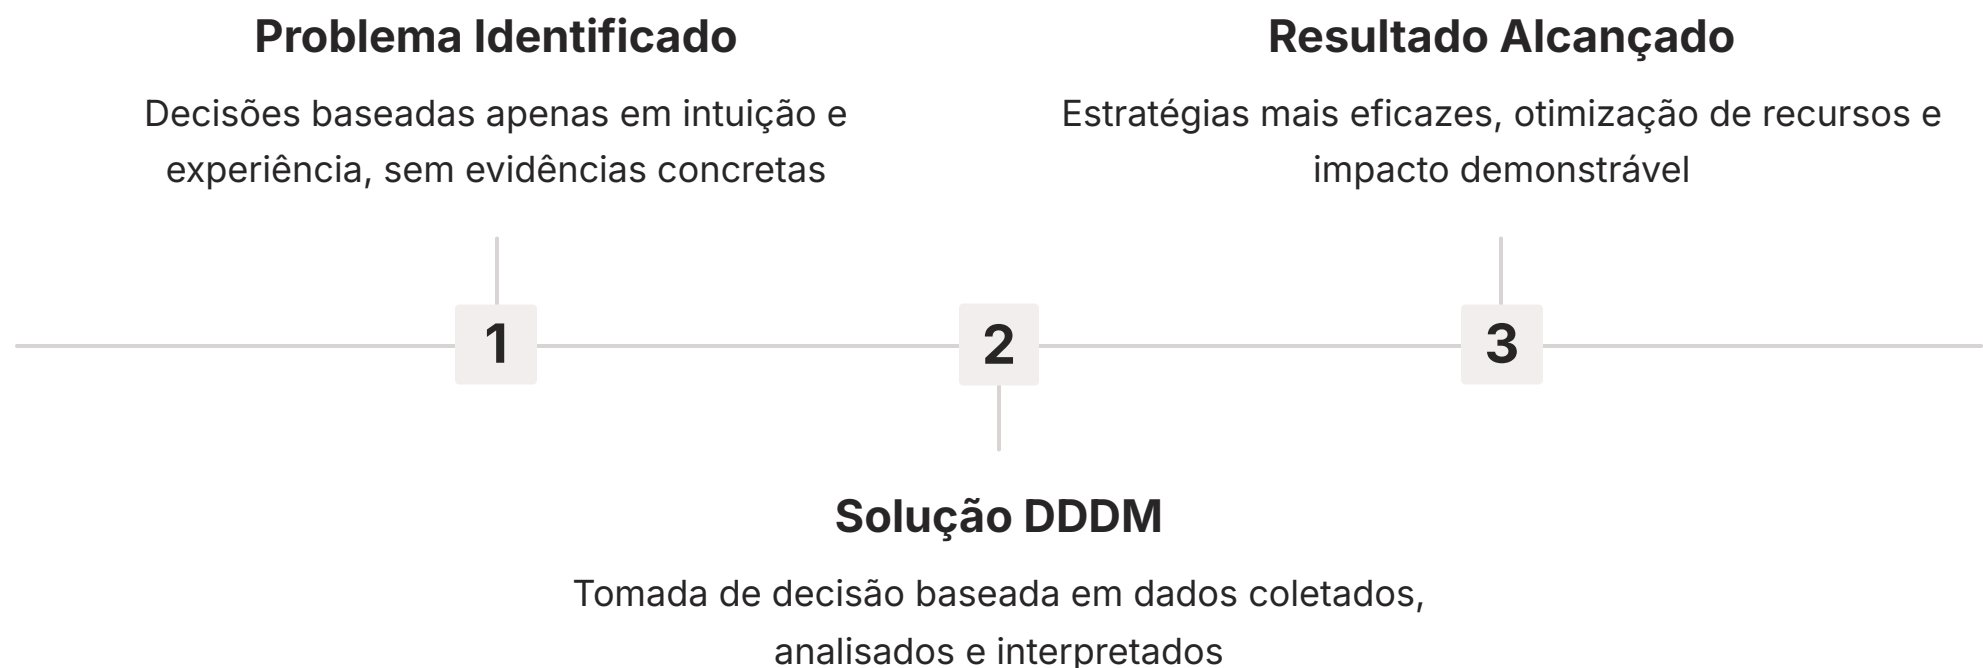 Problema Identificado
Decisões baseadas apenas em intuição e
experiência, sem evidências concretas
Resultado Alcançado
Estratégias mais eficazes, otimização de recursos e
impacto demonstrável
1
2
3
Solução DDDM
Tomada de decisão baseada em dados coletados,
analisados e interpretados